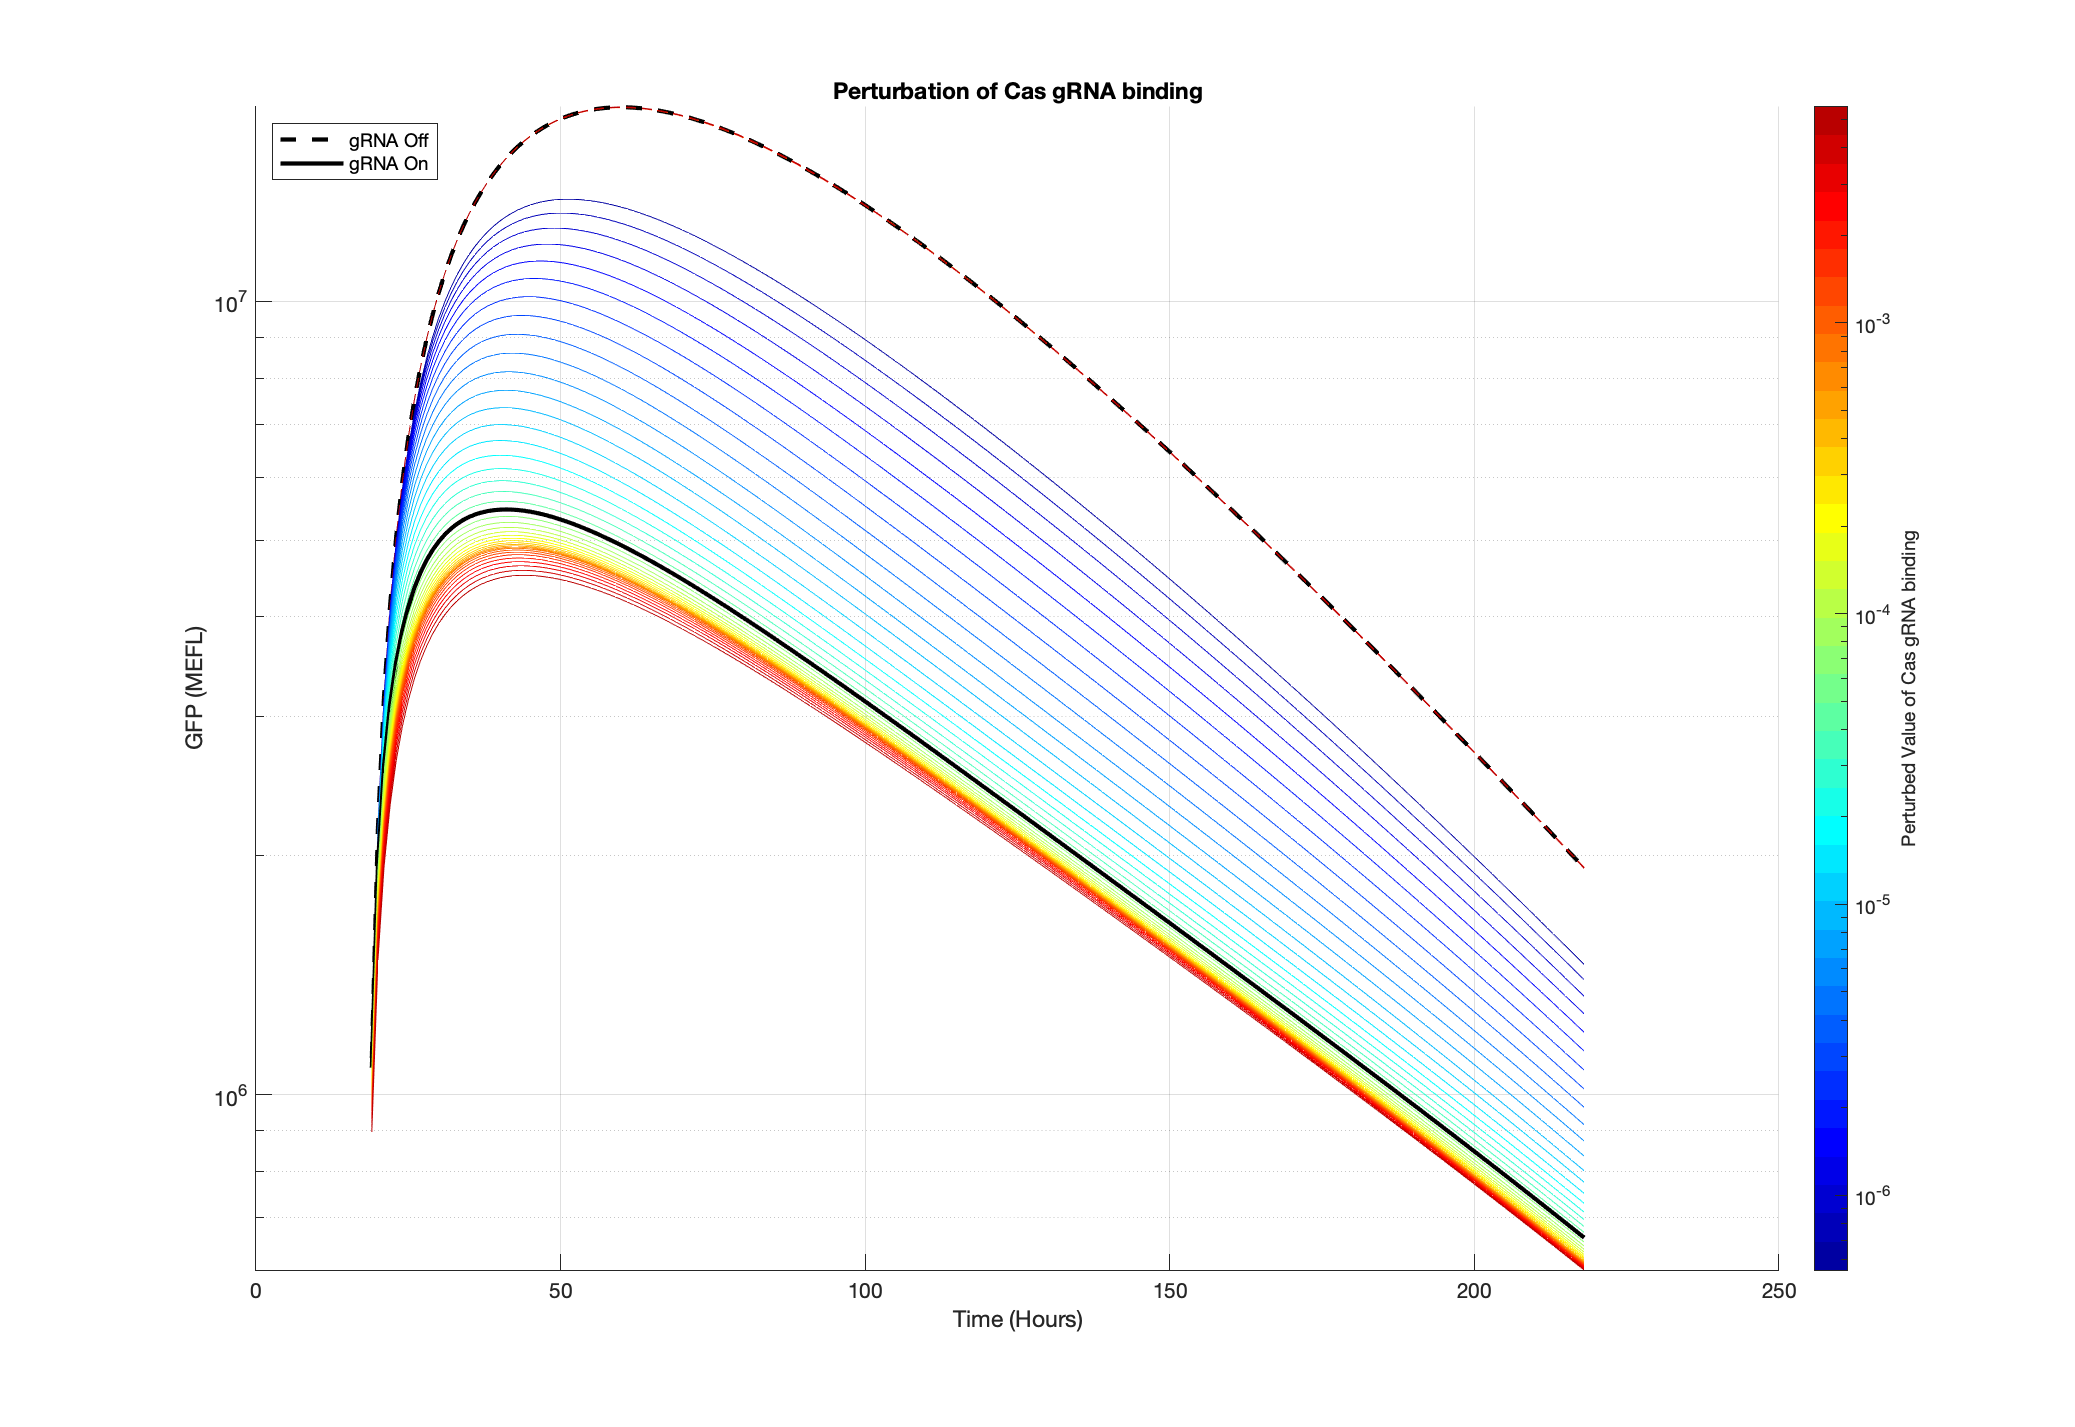 Perturbation of Cas gRNA binding
gRNA Off
gRNA On
10^7
10^6
GFP (MEFL)
0 50 100 150 200 250
Time (Hours)
10^-3
10^-4
10^-5
10^-6
Perturbed Value of Cas gRNA binding